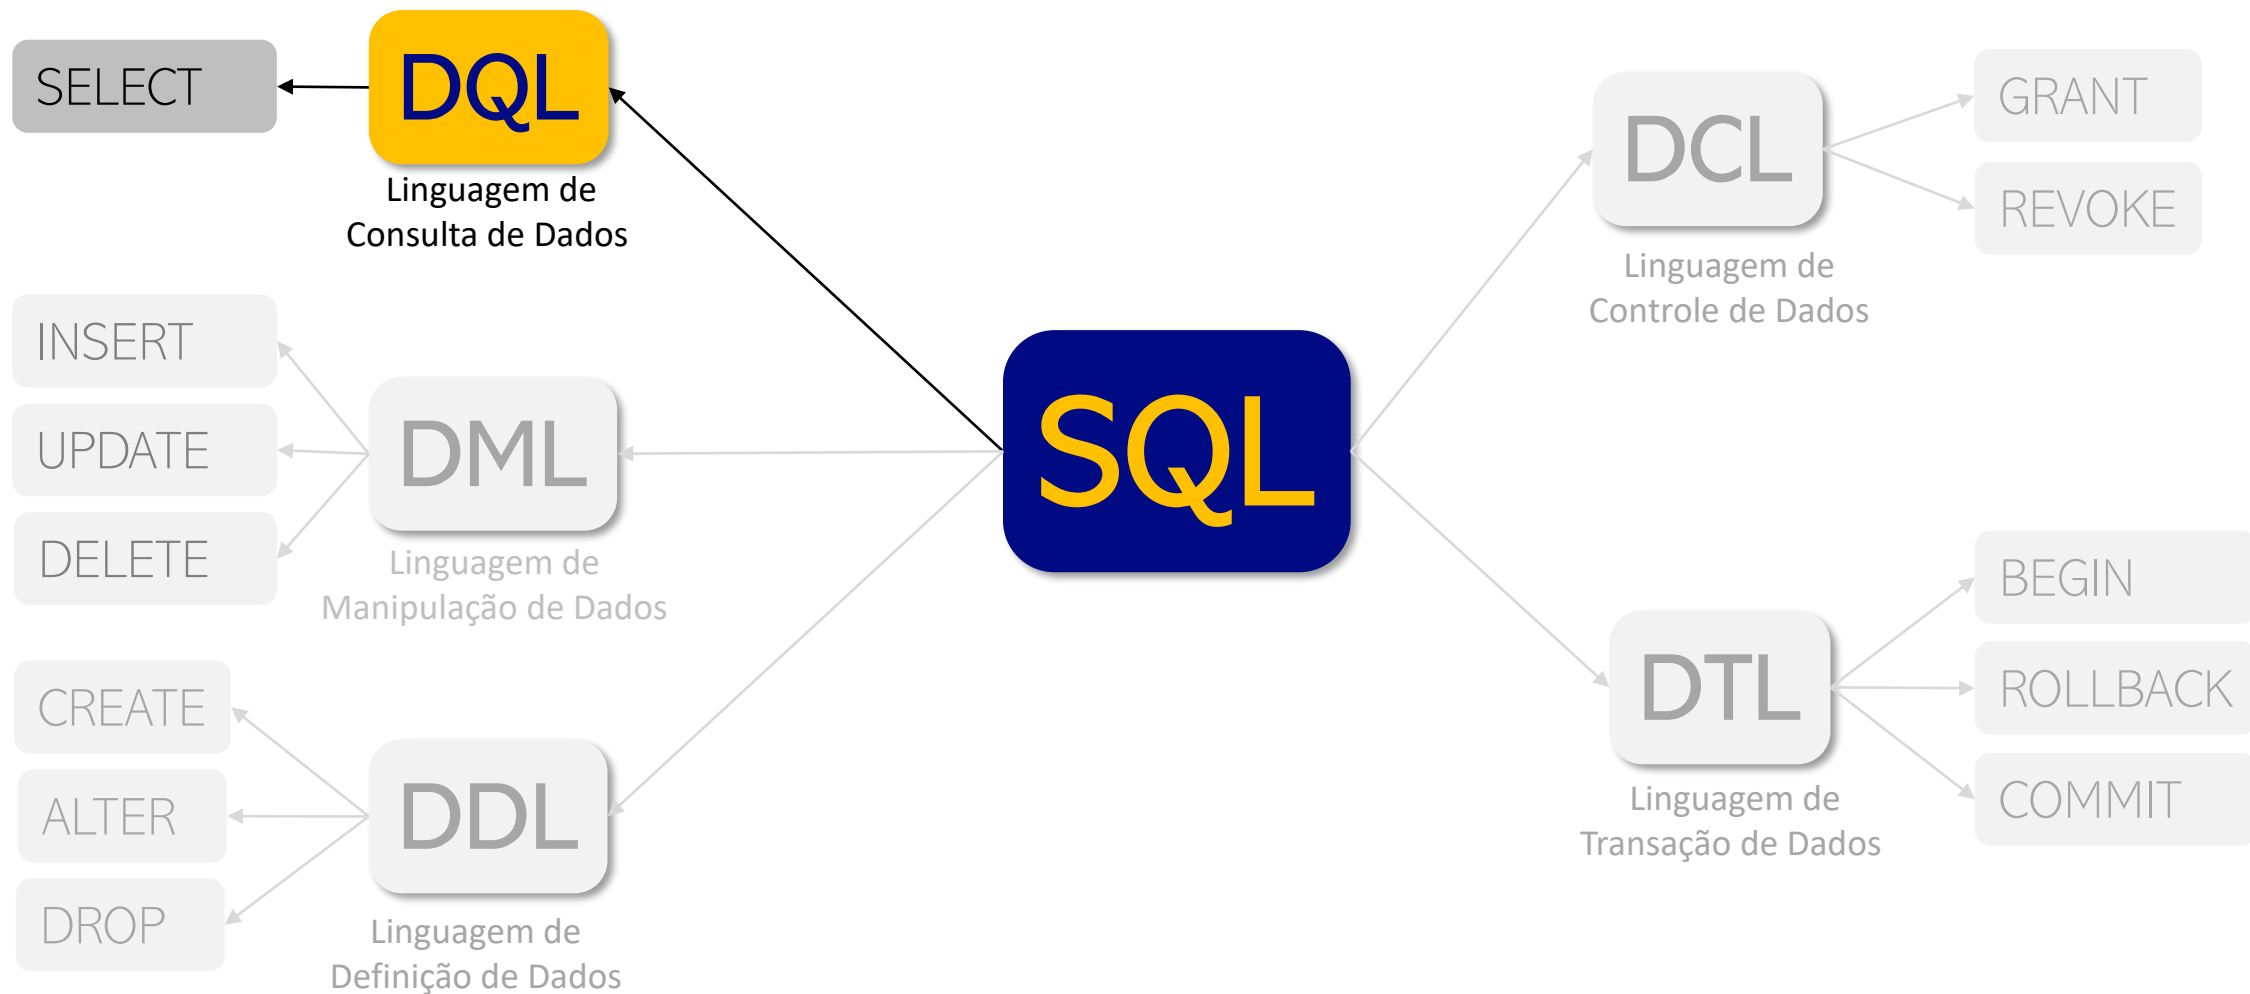 SELECT
DQL
Linguagem de
Consulta de Dados
INSERT
UPDATE
DELETE
DML
Linguagem de
Manipulação de Dados
CREATE
ALTER
DROP
DDL
Linguagem de
Definição de Dados
SQL
DCL
Linguagem de
Controle de Dados
GRANT
REVOKE
DTL
Linguagem de
Transação de Dados
BEGIN
ROLLBACK
COMMIT